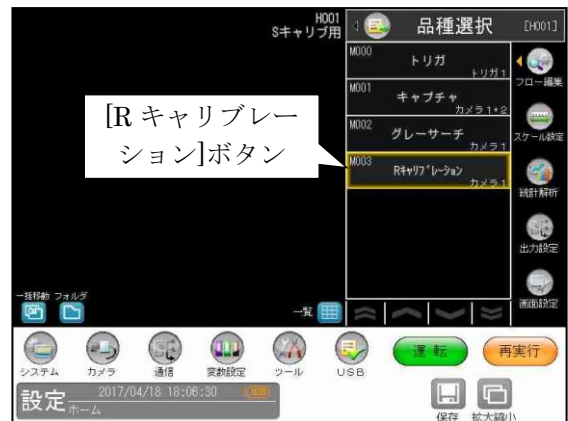 H001
Sキャリブ用
品種選択
[H001]
M000
トリガ
トリガ1
M001
キャプチャ
カメラ1*2
M002
グレーサーチ
カメラ1
M003
Rｷｬﾘﾌﾞﾚｰｼｮﾝ
カメラ1
[R キャリブレー
ション]ボタン
フロー編集
スケール設定
統計解析
出力設定
画面設定
一括移動 フォルダ
一覧
システム
カメラ
通信
変数設定
ツール
USB
運 転
再実行
設定
2017/04/18 18:06:30
ホーム
保存
拡大縮小